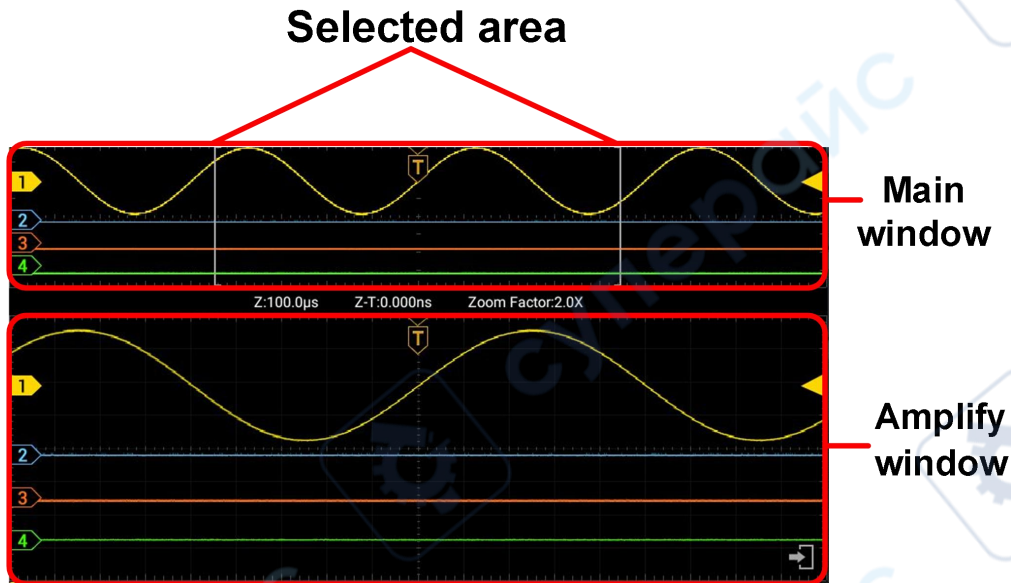 Selected area
T
1
2
3
4
Main
window
Z:100.0µs Z-T:0.000ns Zoom Factor:2.0X
T
1
2
3
4
Amplify
window
суперайс